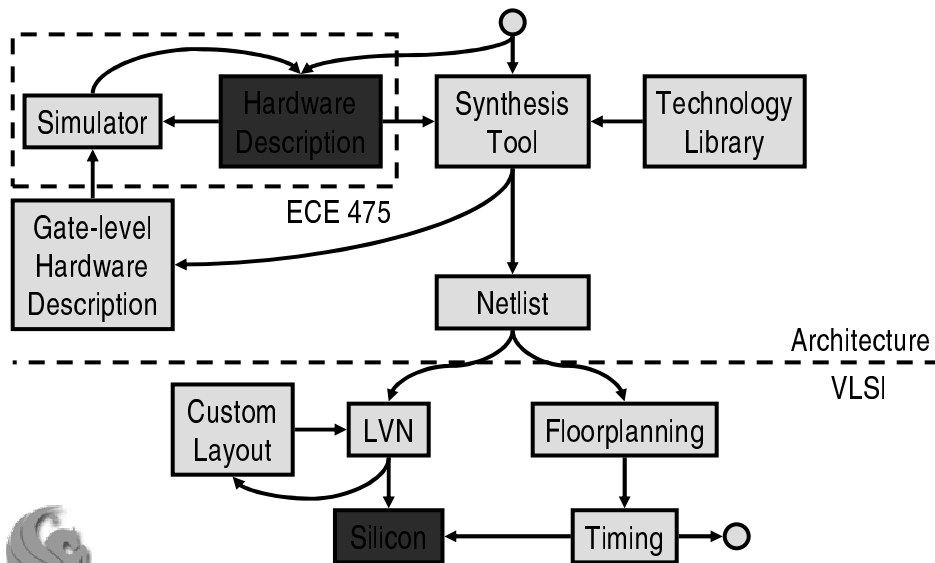 Simulator
Hardware
Description
Synthesis
Tool
Technology
Library
ECE 475
Gate-level
Hardware
Description
Netlist
Architecture
VLSI
Custom
Layout
LVN
Floorplanning
Silicon
Timing